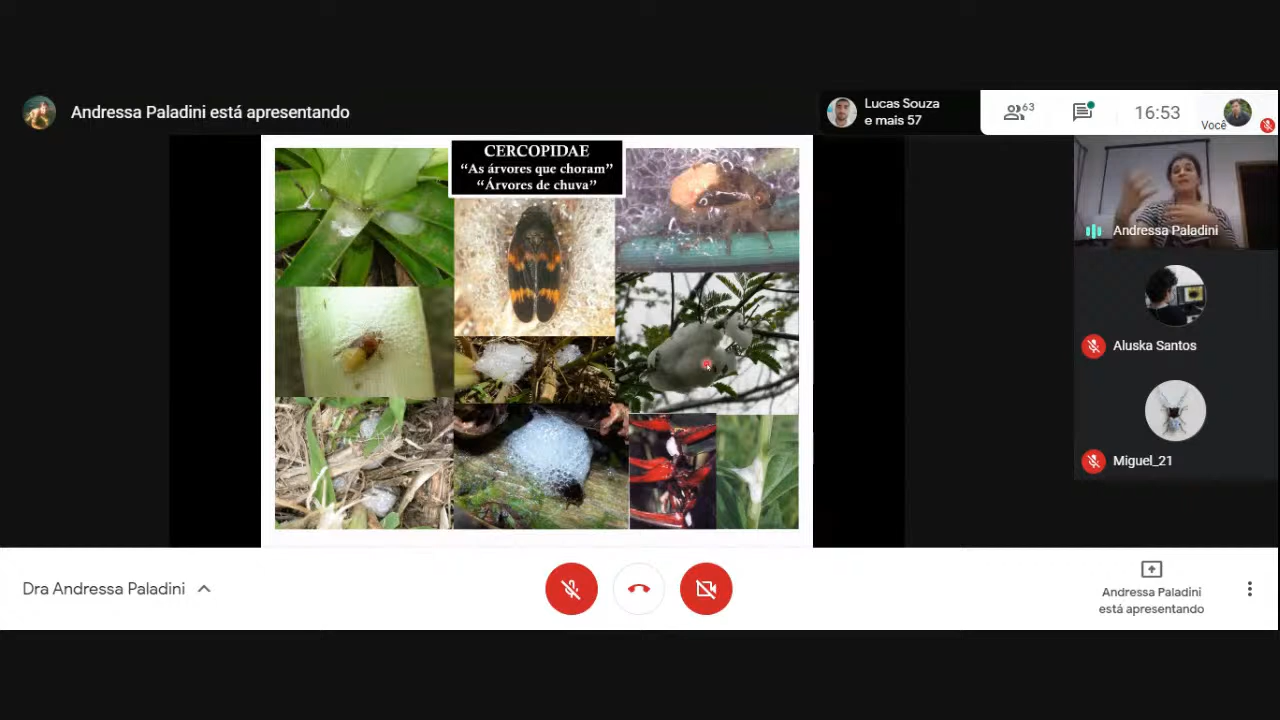 Andressa Paladini está apresentando
Lucas Souza
e mais 57
63
16:53
Você
CERCOPIDAE
“As árvores que choram”
“Árvores de chuva”
Andressa Paladini
Aluska Santos
Miguel_21
Dra Andressa Paladini
Andressa Paladini
está apresentando